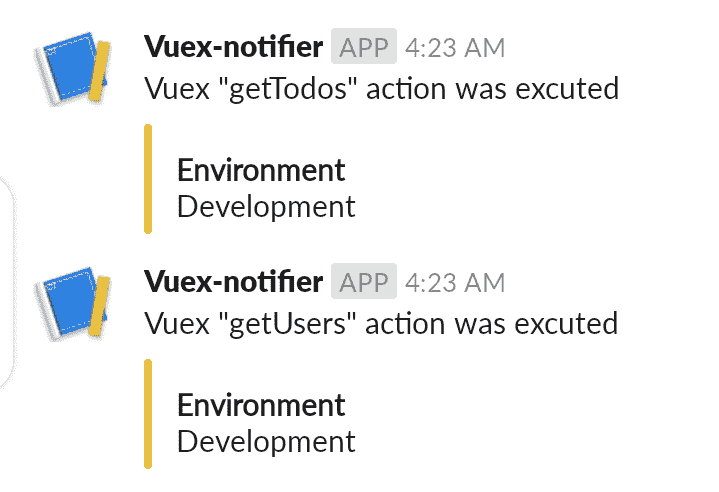 Vuex-notifier APP 4:23 AM
Vuex "getTodos" action was excuted
Environment
Development
Vuex-notifier APP 4:23 AM
Vuex "getUsers" action was excuted
Environment
Development